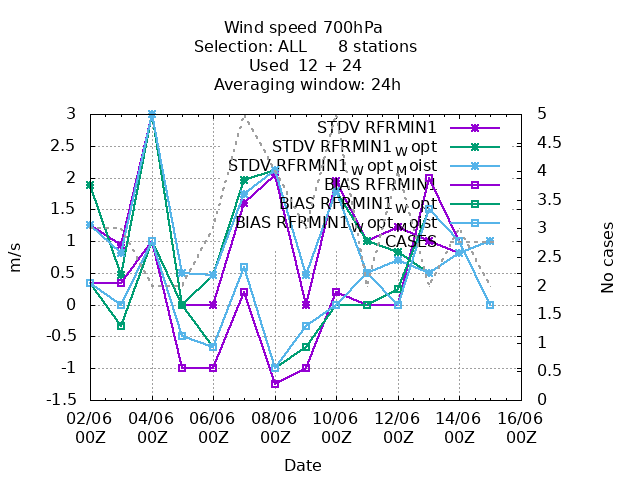 Wind speed 700hPa
Selection: ALL      8 stations
Used  12 + 24
Averaging window: 24h
3
2.5
2
1.5
1
0.5
0
-0.5
-1
-1.5
m/s
5
4.5
4
3.5
3
2.5
2
1.5
1
0.5
0
No cases
STDV RFRMIN1
STDV RFRMIN1_w opt
STDV RFRMIN1_w opt_w oist
BIAS RFRMIN1
BIAS RFRMIN1_w opt
BIAS RFRMIN1_w opt_w oist
CASES
02/06 00Z
04/06 00Z
06/06 00Z
08/06 00Z
10/06 00Z
12/06 00Z
14/06 00Z
16/06 00Z
Date